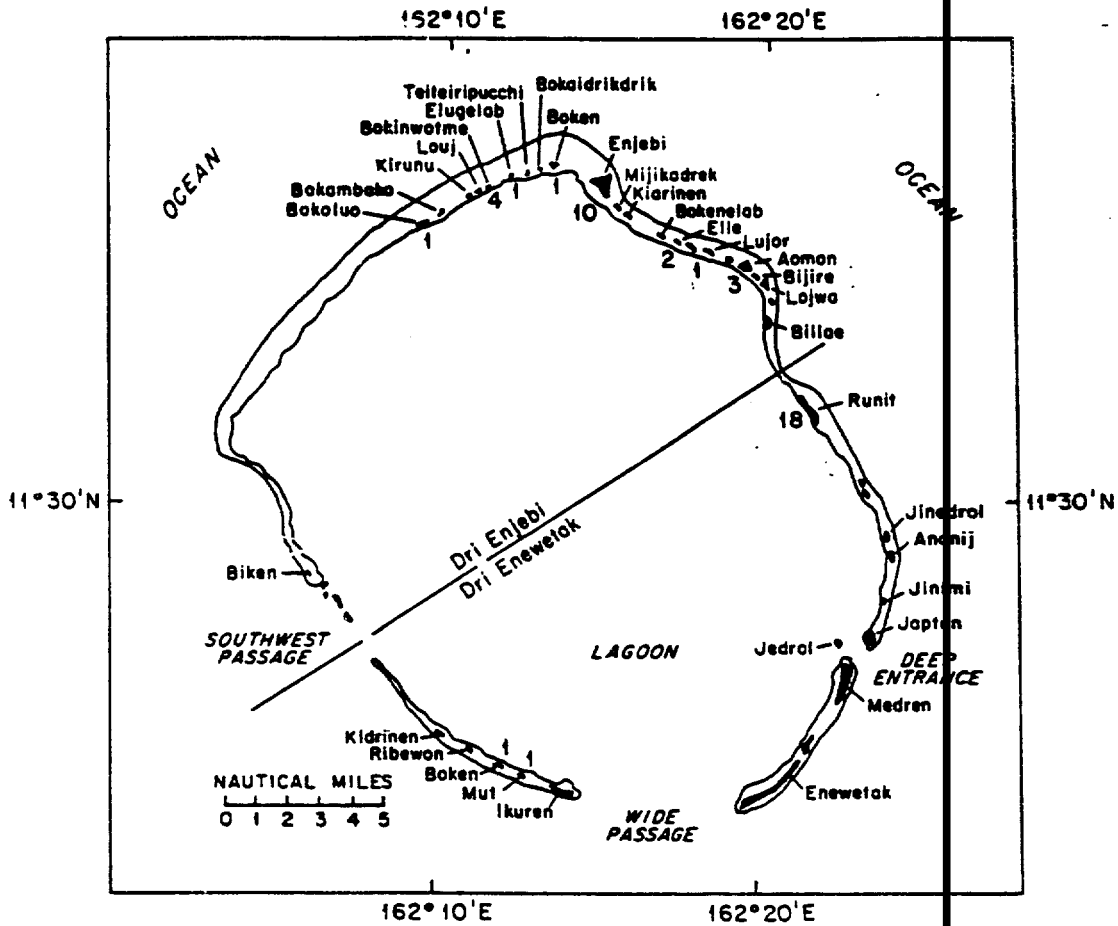 162°10'E
162°20'E
Teiteiripucchi
Bokaidrikdrik
Elugelab
Boken
Bokinwotme
Enjebi
Louj
Mijikadrek
Kirunu
Kiarinen
OCEAN
OCEAN
Bokombako
Bokenelab
Bokoluo
Elle
Lujor
Aomon
Bijire
Lojwa
Billae
1
4
1
1
10
2
1
3
Runit
18
11°30'N
11°30'N
Jinedrol
Ananij
Dri Enjebi
Dri Enewetak
Biken
Jinimi
Japtan
SOUTHWEST
PASSAGE
LAGOON
Jedrol
DEEP
ENTRANCE
Medren
Kidrinen
Ribewon
1
1
Boken
Mut
Ikuren
NAUTICAL MILES
0 1 2 3 4 5
Enewetak
WIDE
PASSAGE
162°10'E
162°20'E